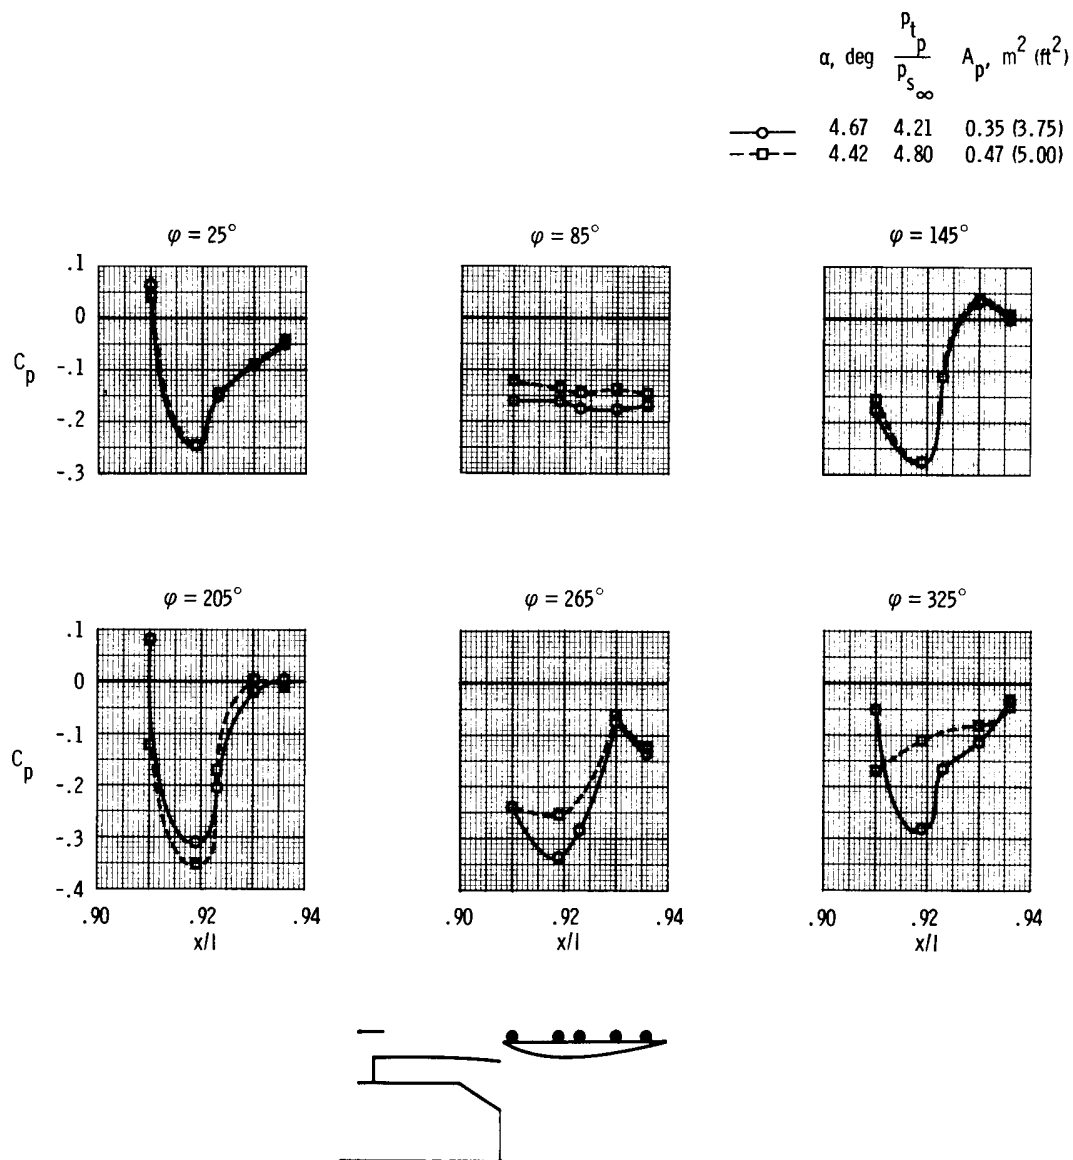 α, deg p_t_p/p_s_∞ A_p, m² (ft²)
4.67 4.21 0.35 (3.75)
4.42 4.80 0.47 (5.00)
φ = 25° φ = 85° φ = 145°
.1
0
C_p
-.1
-.2
-.3
φ = 205° φ = 265° φ = 325°
.1
0
C_p
-.1
-.2
-.3
-.4
.90 .92 .94 .90 .92 .94 .90 .92 .94
x/l x/l x/l